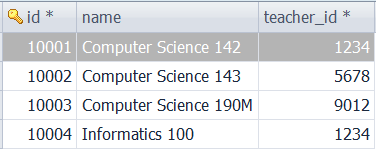 id * name teacher_id *
10001 Computer Science 142 1234
10002 Computer Science 143 5678
10003 Computer Science 190M 9012
10004 Informatics 100 1234